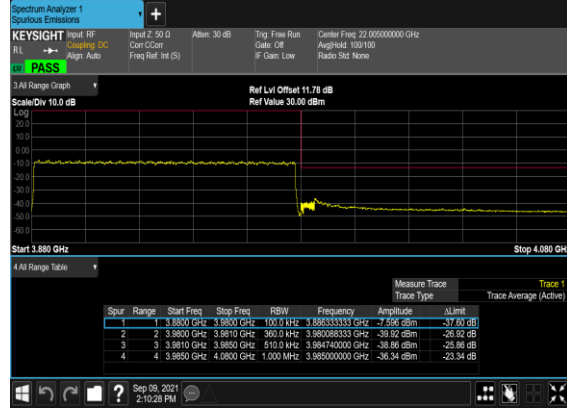 Spectrum Analyzer 1
Spurious Emissions
KEYSIGHT Input: RF Input Z: 50 Ω Atten: 30 dB Trig: Free Run Center Freq: 22.005000000 GHz
RL Coupling: DC Corr CCorr Gate: Off Avg|Hold: 100/100
Align: Auto Freq Ref: Int (S) IF Gain: Low Radio Std: None
PASS
3 All Range Graph
Ref Lvl Offset 11.78 dB
Scale/Div 10.0 dB Ref Value 30.00 dBm
Log
20.0
10.0
0.00
-10.0
-20.0
-30.0
-40.0
-50.0
-60.0
Start 3.880 GHz Stop 4.080 GHz
4 All Range Table
Measure Trace Trace 1
Trace Type Trace Average (Active)
Spur Range Start Freq Stop Freq RBW Frequency Amplitude ΔLimit
1 1 3.8800 GHz 3.9800 GHz 100.0 kHz 3.886333333 GHz -7.596 dBm -37.60 dB
2 2 3.9800 GHz 3.9810 GHz 360.0 kHz 3.980088333 GHz -39.92 dBm -26.92 dB
3 3 3.9810 GHz 3.9850 GHz 510.0 kHz 3.984740000 GHz -38.86 dBm -25.86 dB
4 4 3.9850 GHz 4.0800 GHz 1.000 MHz 3.985000000 GHz -36.34 dBm -23.34 dB
? Sep 09, 2021
2:10:28 PM